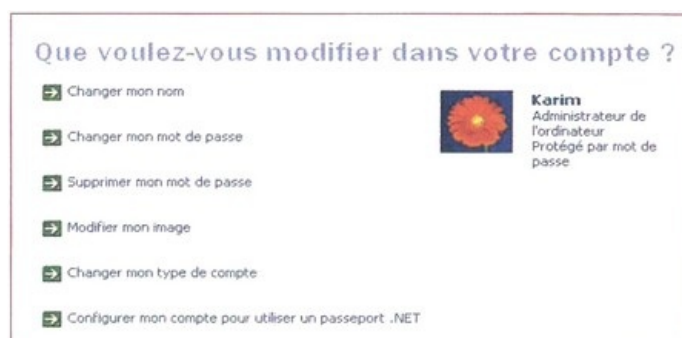 Que voulez-vous modifier dans votre compte ?
Changer mon nom
Changer mon mot de passe
Supprimer mon mot de passe
Modifier mon image
Changer mon type de compte
Configurer mon compte pour utiliser un passeport .NET
Karim
Administrateur de
l'ordinateur
Protégé par mot de
passe